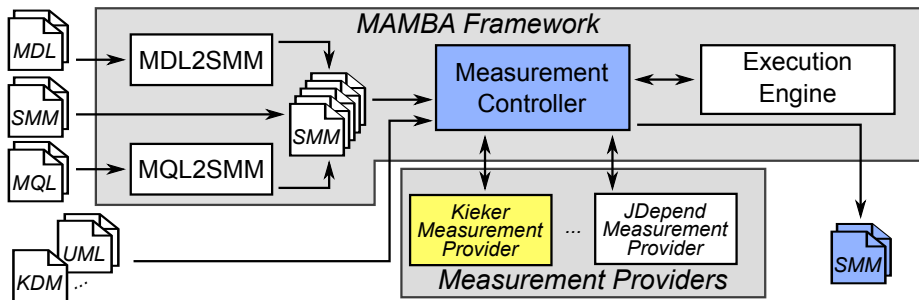 MAMBA Framework
MDL
MDL2SMM
SMM
SMM
MQL
MQL2SMM
Measurement
Controller
Execution
Engine
UML
KDM ...
Kieker
Measurement
Provider
...
JDepend
Measurement
Provider
Measurement Providers
SMM